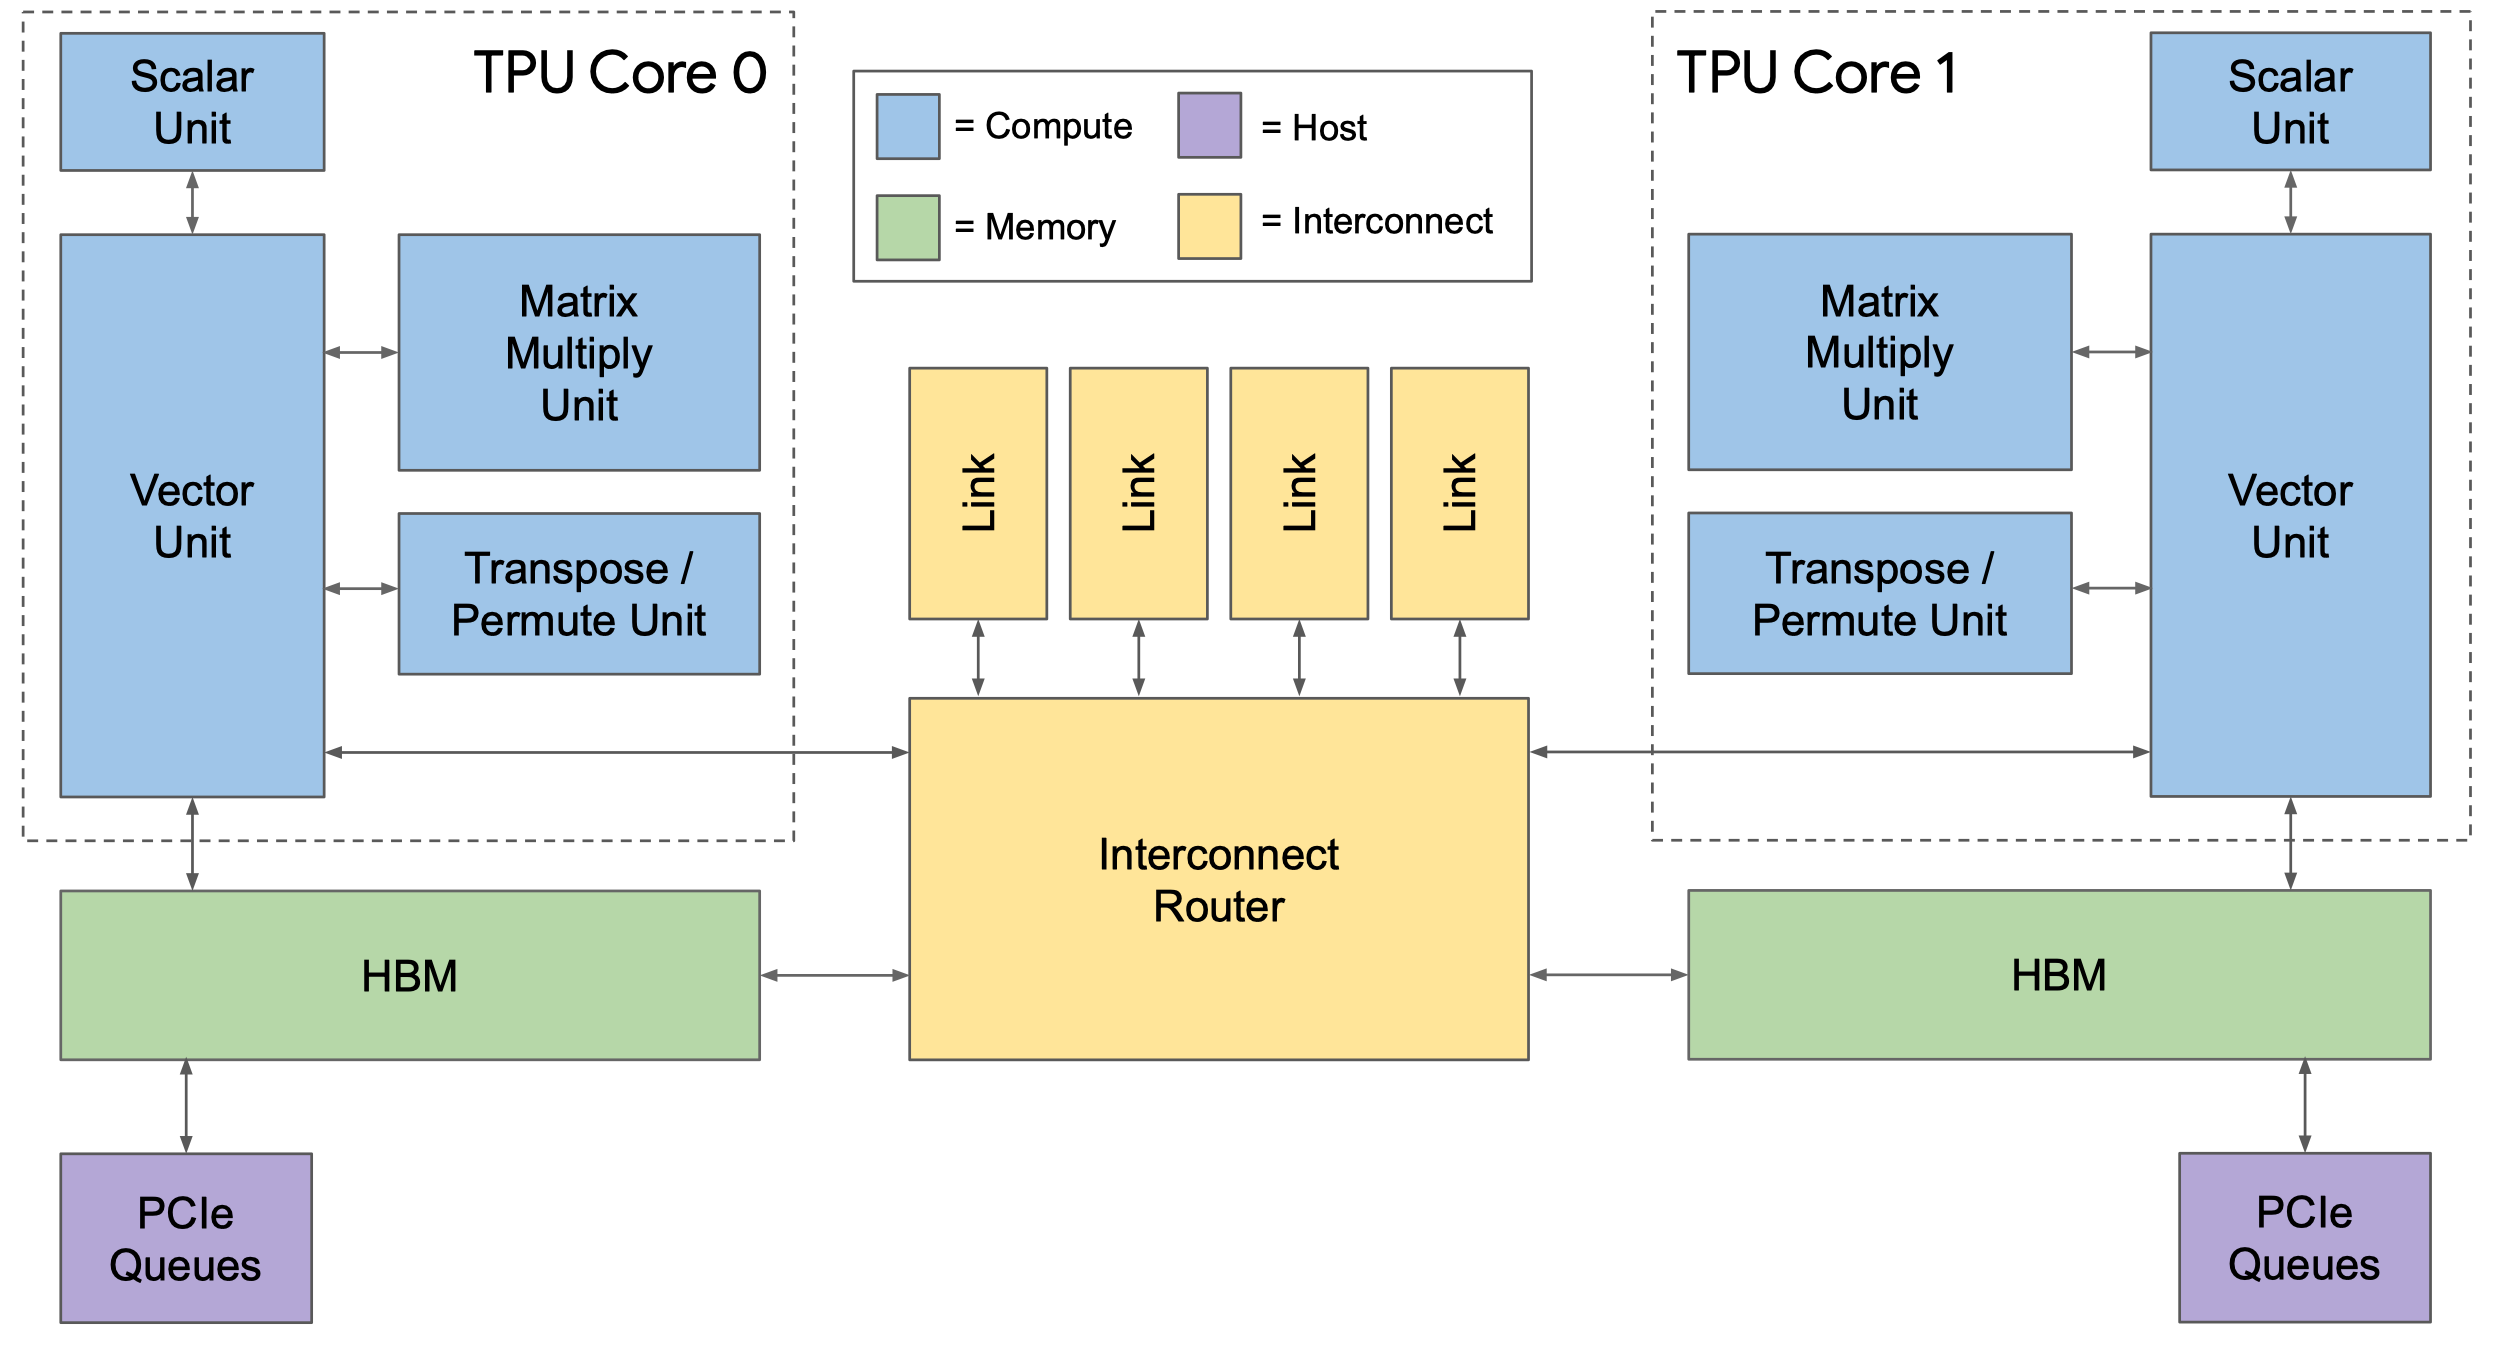 TPU Core 0
Scalar
Unit
Matrix
Multiply
Unit
Vector
Unit
Transpose /
Permute Unit
HBM
PCIe
Queues
= Compute
= Host
= Memory
= Interconnect
Link
Link
Link
Link
Interconnect
Router
TPU Core 1
Scalar
Unit
Matrix
Multiply
Unit
Vector
Unit
Transpose /
Permute Unit
HBM
PCIe
Queues